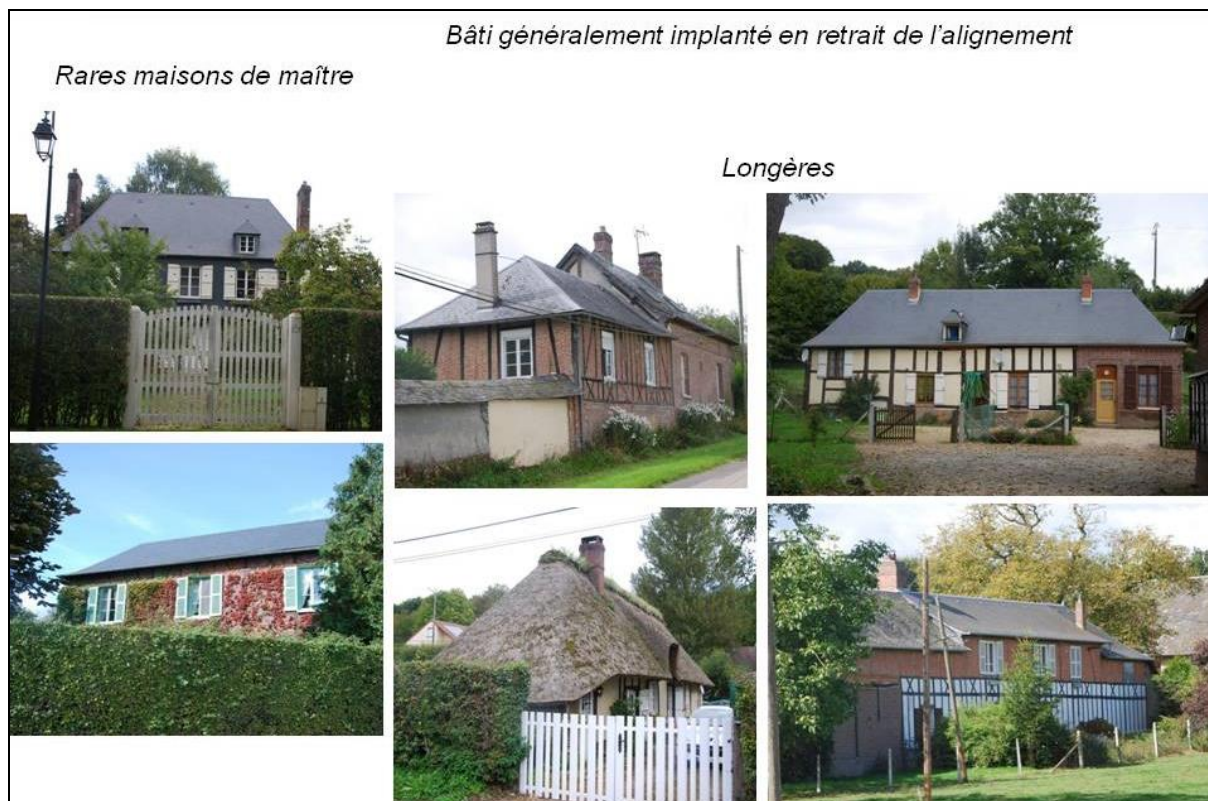 Bâti généralement implanté en retrait de l'alignement
Rares maisons de maître
Longères